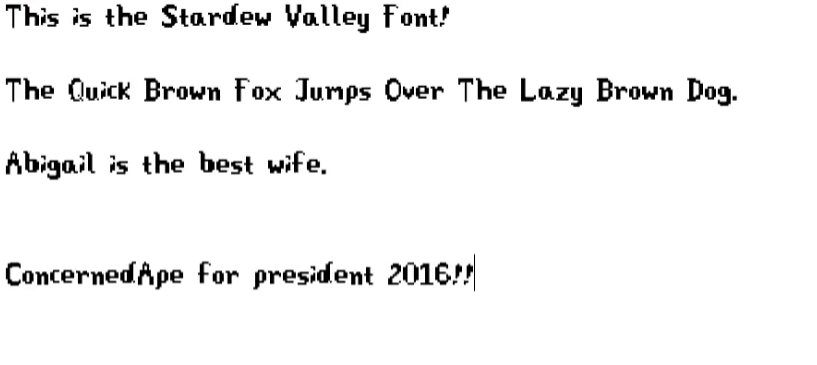 This is the Stardew Valley Font!
The Quick Brown Fox Jumps Over The Lazy Brown Dog.
Abigail is the best wife.
ConcernedApe for president 2016!!